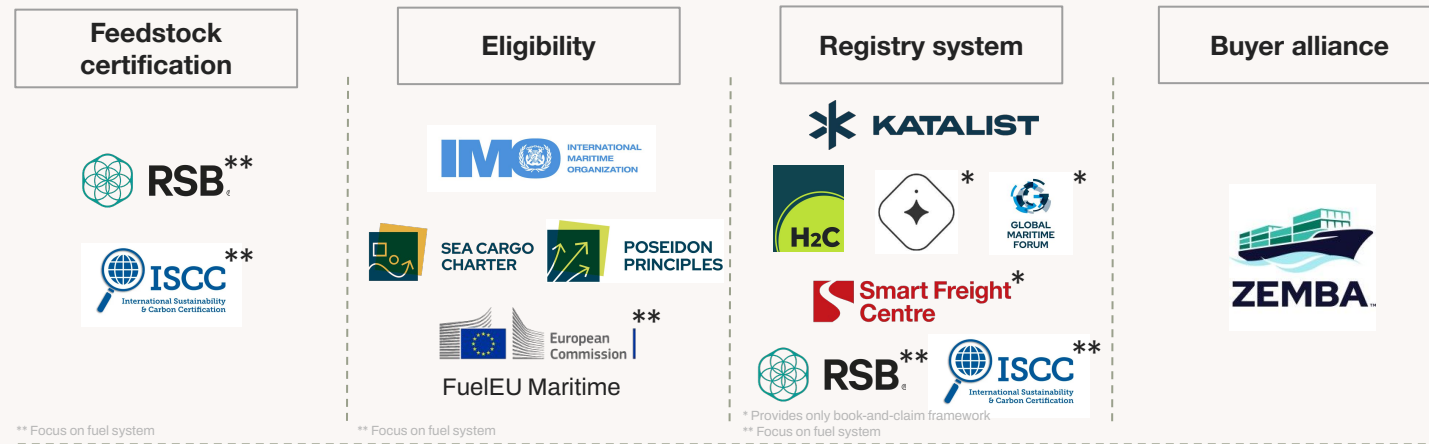 Feedstock
certification
RSB**
ISCC**
International Sustainability
& Carbon Certification
** Focus on fuel system
Eligibility
IMO
INTERNATIONAL
MARITIME
ORGANIZATION
SEA CARGO
CHARTER
POSEIDON
PRINCIPLES
European
Commission
**
FuelEU Maritime
** Focus on fuel system
Registry system
KATALIST
H2C
*
*
GLOBAL
MARITIME
FORUM
Smart Freight*
Centre
RSB**
ISCC**
International Sustainability
& Carbon Certification
* Provides only book-and-claim framework
** Focus on fuel system
Buyer alliance
ZEMBA™